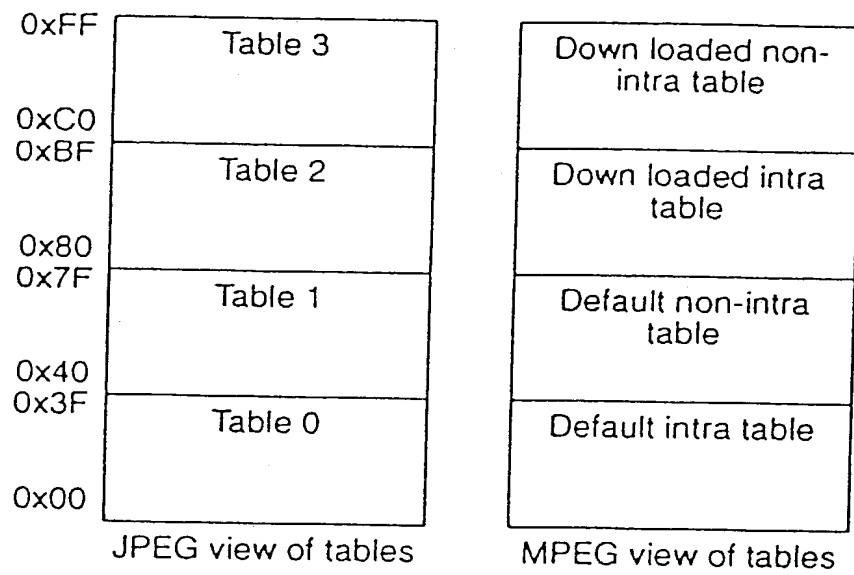 0xFF
Table 3
0xC0
0xBF
Table 2
0x80
0x7F
Table 1
0x40
0x3F
Table 0
0x00
JPEG view of tables
Down loaded non-
intra table
Down loaded intra
table
Default non-intra
table
Default intra table
MPEG view of tables